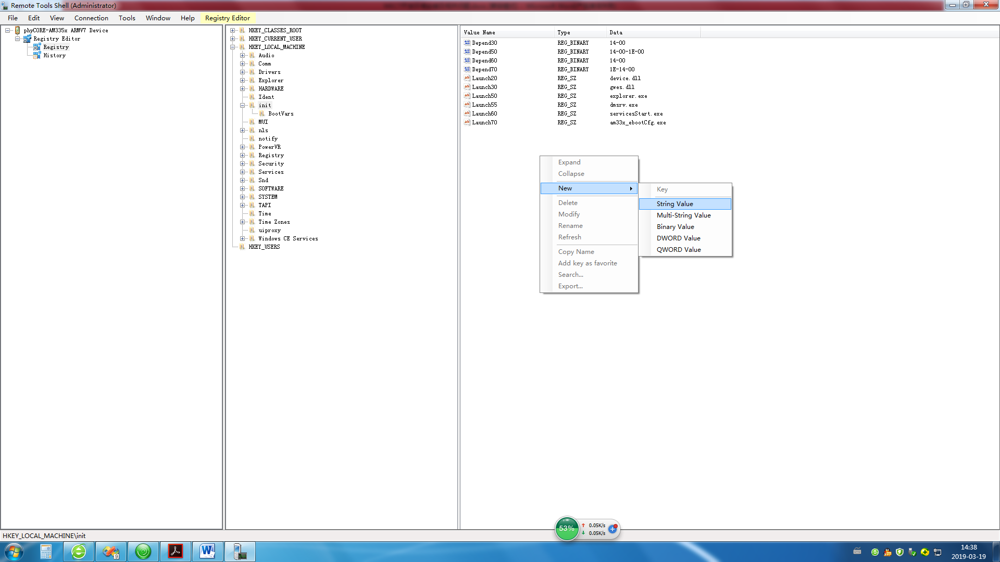 Remote Tools Shell (Administrator)
File Edit View Connection Tools Window Help Registry Editor
phyCORE-AM335x ARMV7 Device
Registry Editor
Registry
History
HKEY_CLASSES_ROOT
HKEY_CURRENT_USER
HKEY_LOCAL_MACHINE
Audio
Comm
Drivers
Explorer
HARDWARE
Ident
init
BootVars
MUI
nls
notify
PowerVR
Registry
Security
Services
Snd
SOFTWARE
SYSTEM
TAPI
Time
Time Zones
uiproxy
Windows CE Services
HKEY_USERS
Value Name Type Data
Depend30 REG_BINARY 14-00
Depend50 REG_BINARY 14-00-1E-00
Depend60 REG_BINARY 14-00
Depend70 REG_BINARY 1E-14-00
Launch20 REG_SZ device.dll
Launch30 REG_SZ gwes.dll
Launch50 REG_SZ explorer.exe
Launch55 REG_SZ dmsrv.exe
Launch60 REG_SZ servicesStart.exe
Launch70 REG_SZ am33x_ebootCfg.exe
Expand
Collapse
New
Delete
Modify
Rename
Refresh
Copy Name
Add key as favorite
Search...
Export...
Key
String Value
Multi-String Value
Binary Value
DWORD Value
QWORD Value
53%
0.05K/s
0.05K/s
HKEY_LOCAL_MACHINE\init
9
14:38
2019-03-19